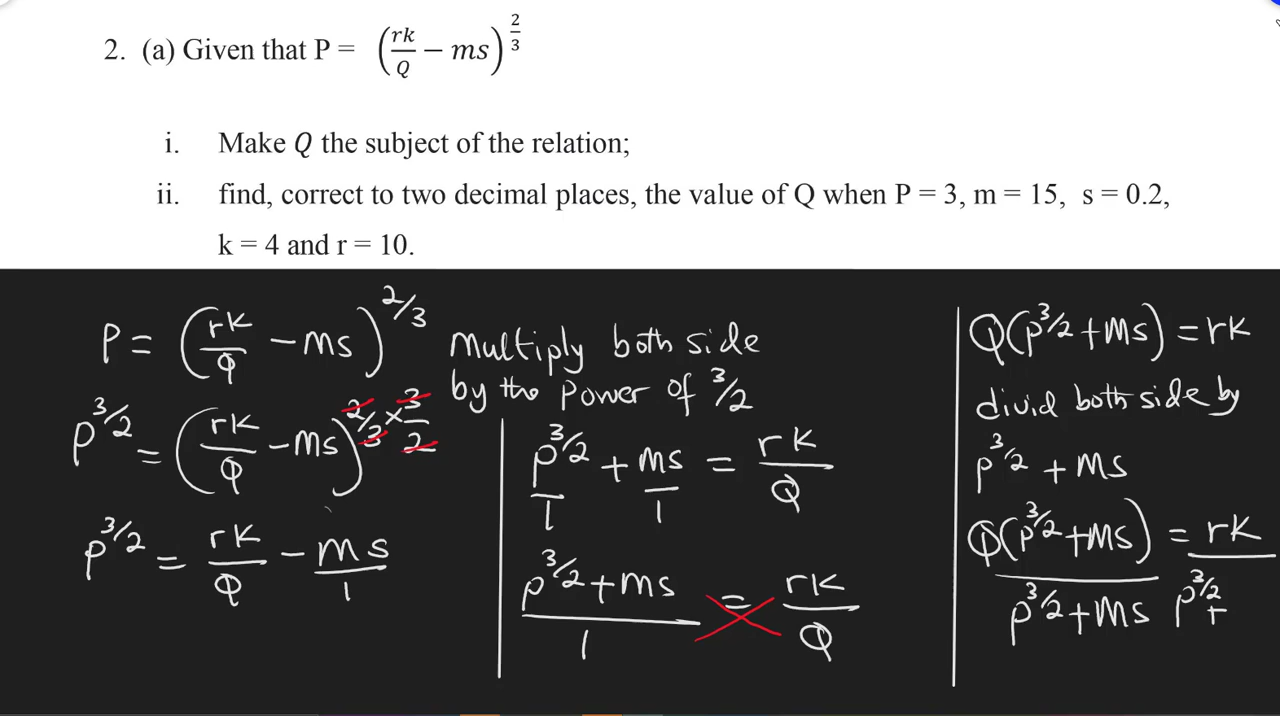 2. (a) Given that P = (rk/Q − ms)^(2/3)
i. Make Q the subject of the relation;
ii. find, correct to two decimal places, the value of Q when P = 3, m = 15, s = 0.2,
k = 4 and r = 10.
P = (rk/Q − ms)^2/3
P^3/2 = (rk/Q − ms)^2/3 × 3/2
P^3/2 = rk/Q − ms/1
multiply both side
by the power of 3/2
P^3/2/1 + ms/1 = rk/Q
P^3/2 + ms/1 = rk/Q
Q(P^3/2 + ms) = rk
divid both side by
P^3/2 + ms
Q(P^3/2 + ms)/P^3/2 + ms = rk/P^3/2 +